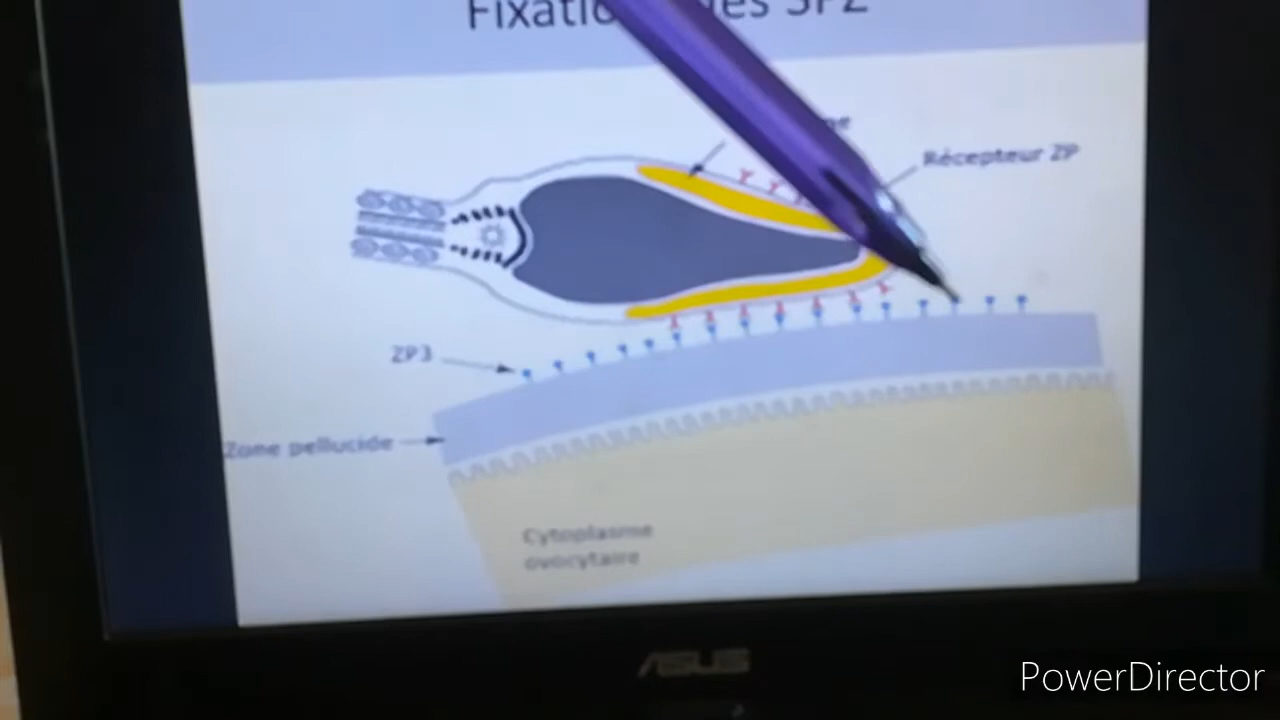 Récepteur ZP
ZP3
Zone pellucide
Cytoplasme
ovocytaire
ASUS
PowerDirector